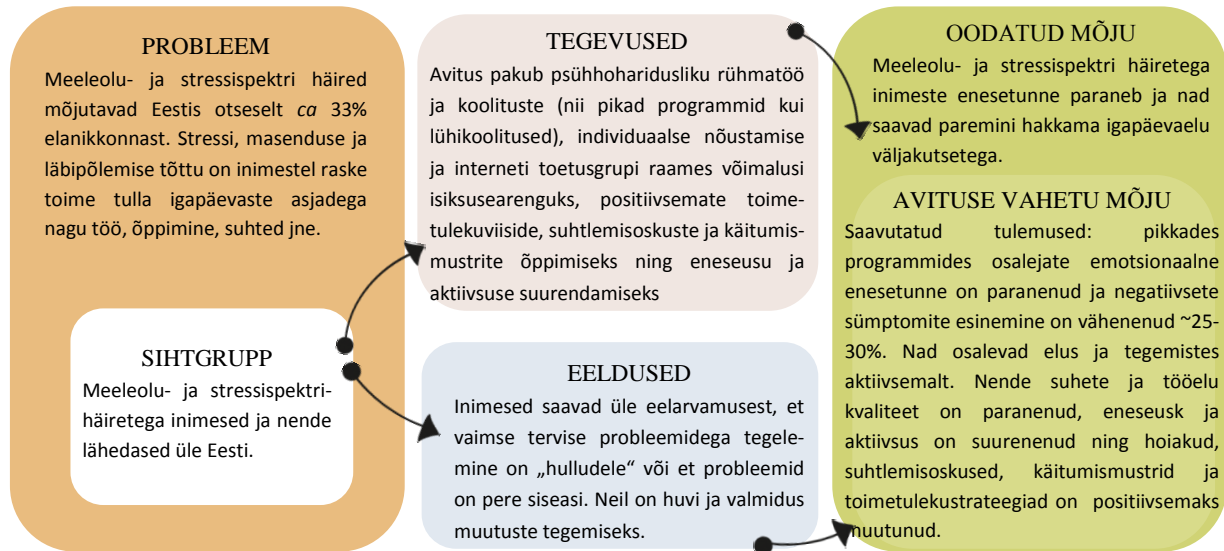 PROBLEEM
Meeleolu- ja stressispektri häired
mõjutavad Eestis otseselt ca 33%
elanikkonnast. Stressi, masenduse ja
läbipõlemise tõttu on inimestel raske
toime tulla igapäevaste asjadega
nagu töö, õppimine, suhted jne.
SIHTGRUPP
Meeleolu- ja stressispektri-
häiretega inimesed ja nende
lähedased üle Eesti.
TEGEVUSED
Avitus pakub psühhoharidusliku rühmatöö
ja koolituste (nii pikad programmid kui
lühikoolitused), individuaalse nõustamise
ja interneti toetusgrupi raames võimalusi
isiksusearenguks, positiivsemate toime-
tulekuviiside, suhtlemisoskuste ja käitumis-
mustrite õppimiseks ning eneseusu ja
aktiivsuse suurendamiseks
EELDUSED
Inimesed saavad üle eelarvamusest, et
vaimse tervise probleemidega tegele-
mine on „hulludele“ või et probleemid
on pere siseasi. Neil on huvi ja valmidus
muutuste tegemiseks.
OODATUD MÕJU
Meeleolu- ja stressispektri häiretega
inimeste enesetunne paraneb ja nad
saavad paremini hakkama igapäevaelu
väljakutsetega.
AVITUSE VAHETU MÕJU
Saavutatud tulemused: pikkades
programmides osalejate emotsionaalne
enesetunne on paranenud ja negatiivsete
sümptomite esinemine on vähenenud ~25-
30%. Nad osalevad elus ja tegemistes
aktiivsemalt. Nende suhete ja tööelu
kvaliteet on paranenud, eneseusk ja
aktiivsus on suurenenud ning hoiakud,
suhtlemisoskused, käitumismustrid ja
toimetulekustrateegiad on positiivsemaks
muutunud.